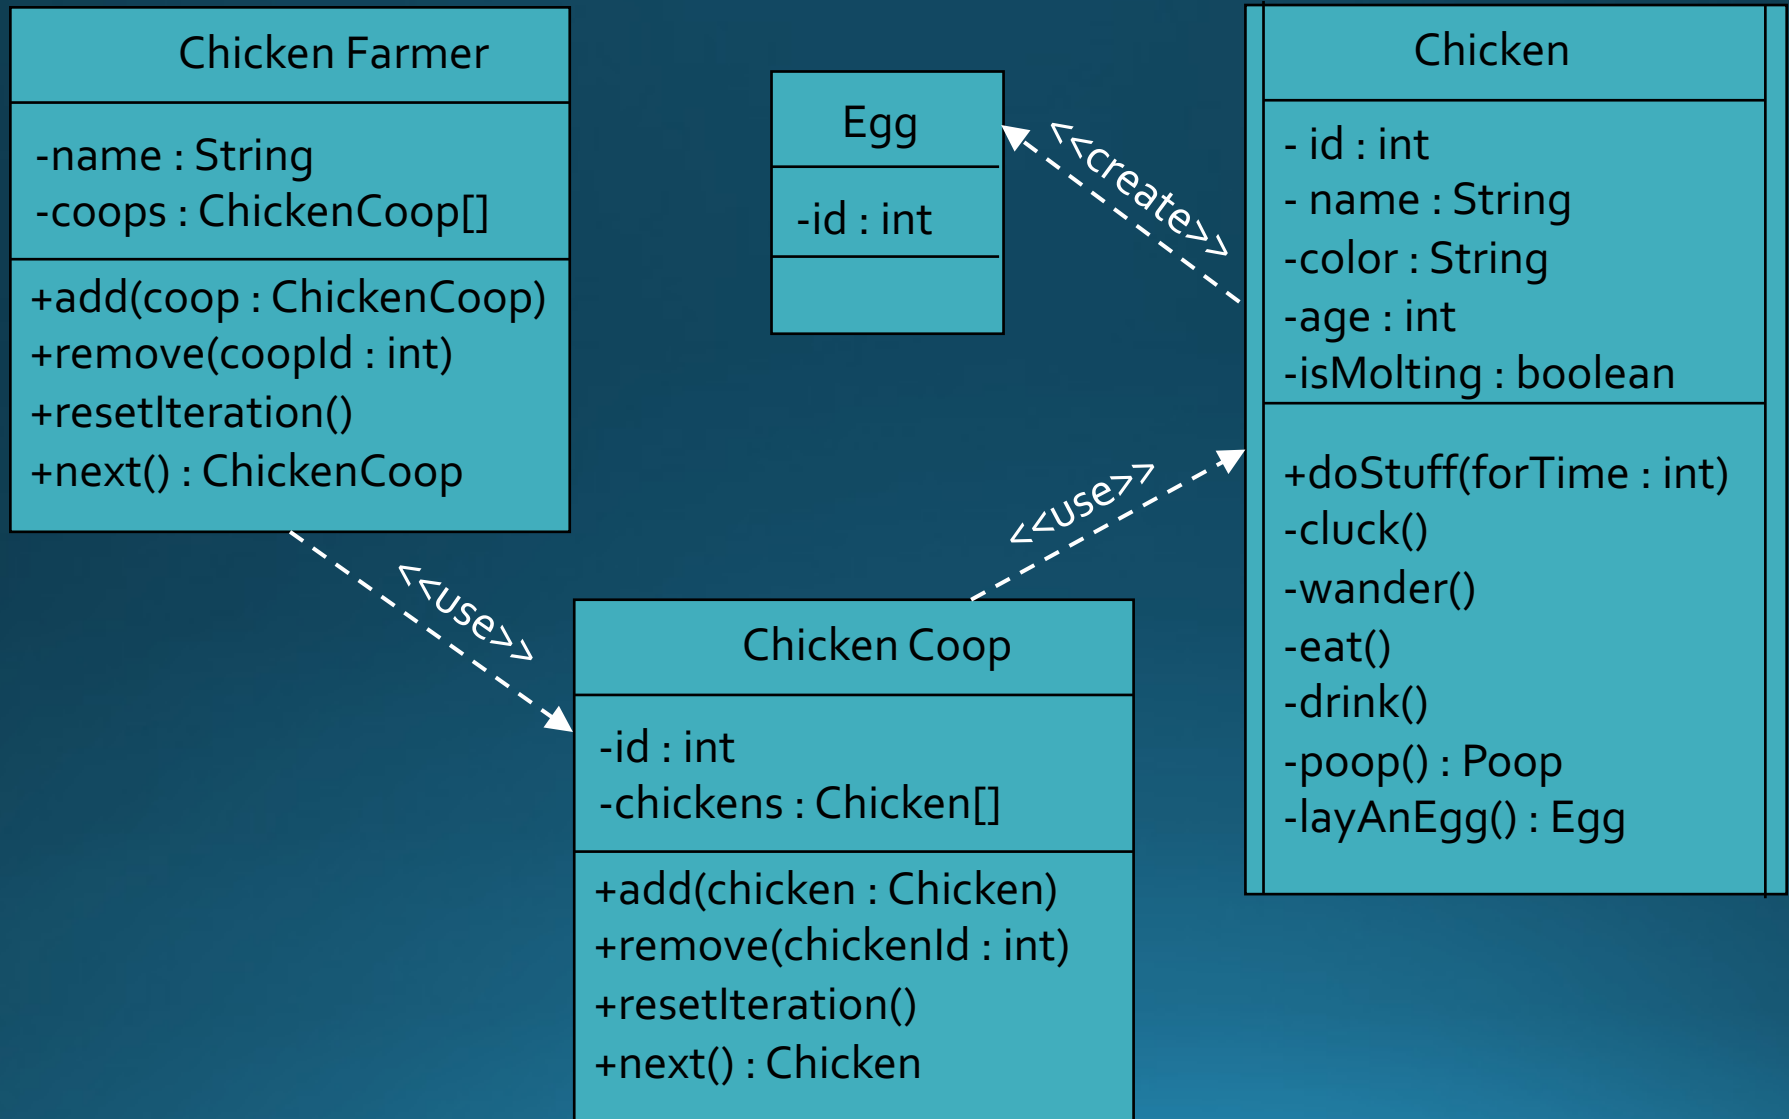 Chicken Farmer
-name : String
-coops : ChickenCoop[]
+add(coop : ChickenCoop)
+remove(coopId : int)
+resetIteration()
+next() : ChickenCoop
<<use>>
Egg
-id : int
<<create>>
Chicken
- id : int
- name : String
-color : String
-age : int
-isMolting : boolean
+doStuff(forTime : int)
-cluck()
-wander()
-eat()
-drink()
-poop() : Poop
-layAnEgg() : Egg
<<use>>
Chicken Coop
-id : int
-chickens : Chicken[]
+add(chicken : Chicken)
+remove(chickenId : int)
+resetIteration()
+next() : Chicken